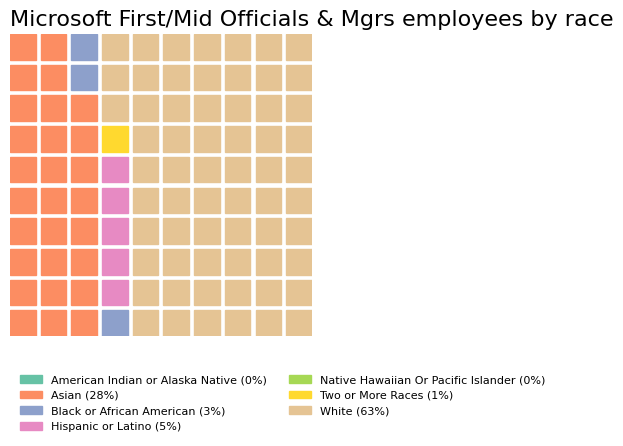 Microsoft First/Mid Officials & Mgrs employees by race
American Indian or Alaska Native (0%)
Asian (28%)
Black or African American (3%)
Hispanic or Latino (5%)
Native Hawaiian Or Pacific Islander (0%)
Two or More Races (1%)
White (63%)